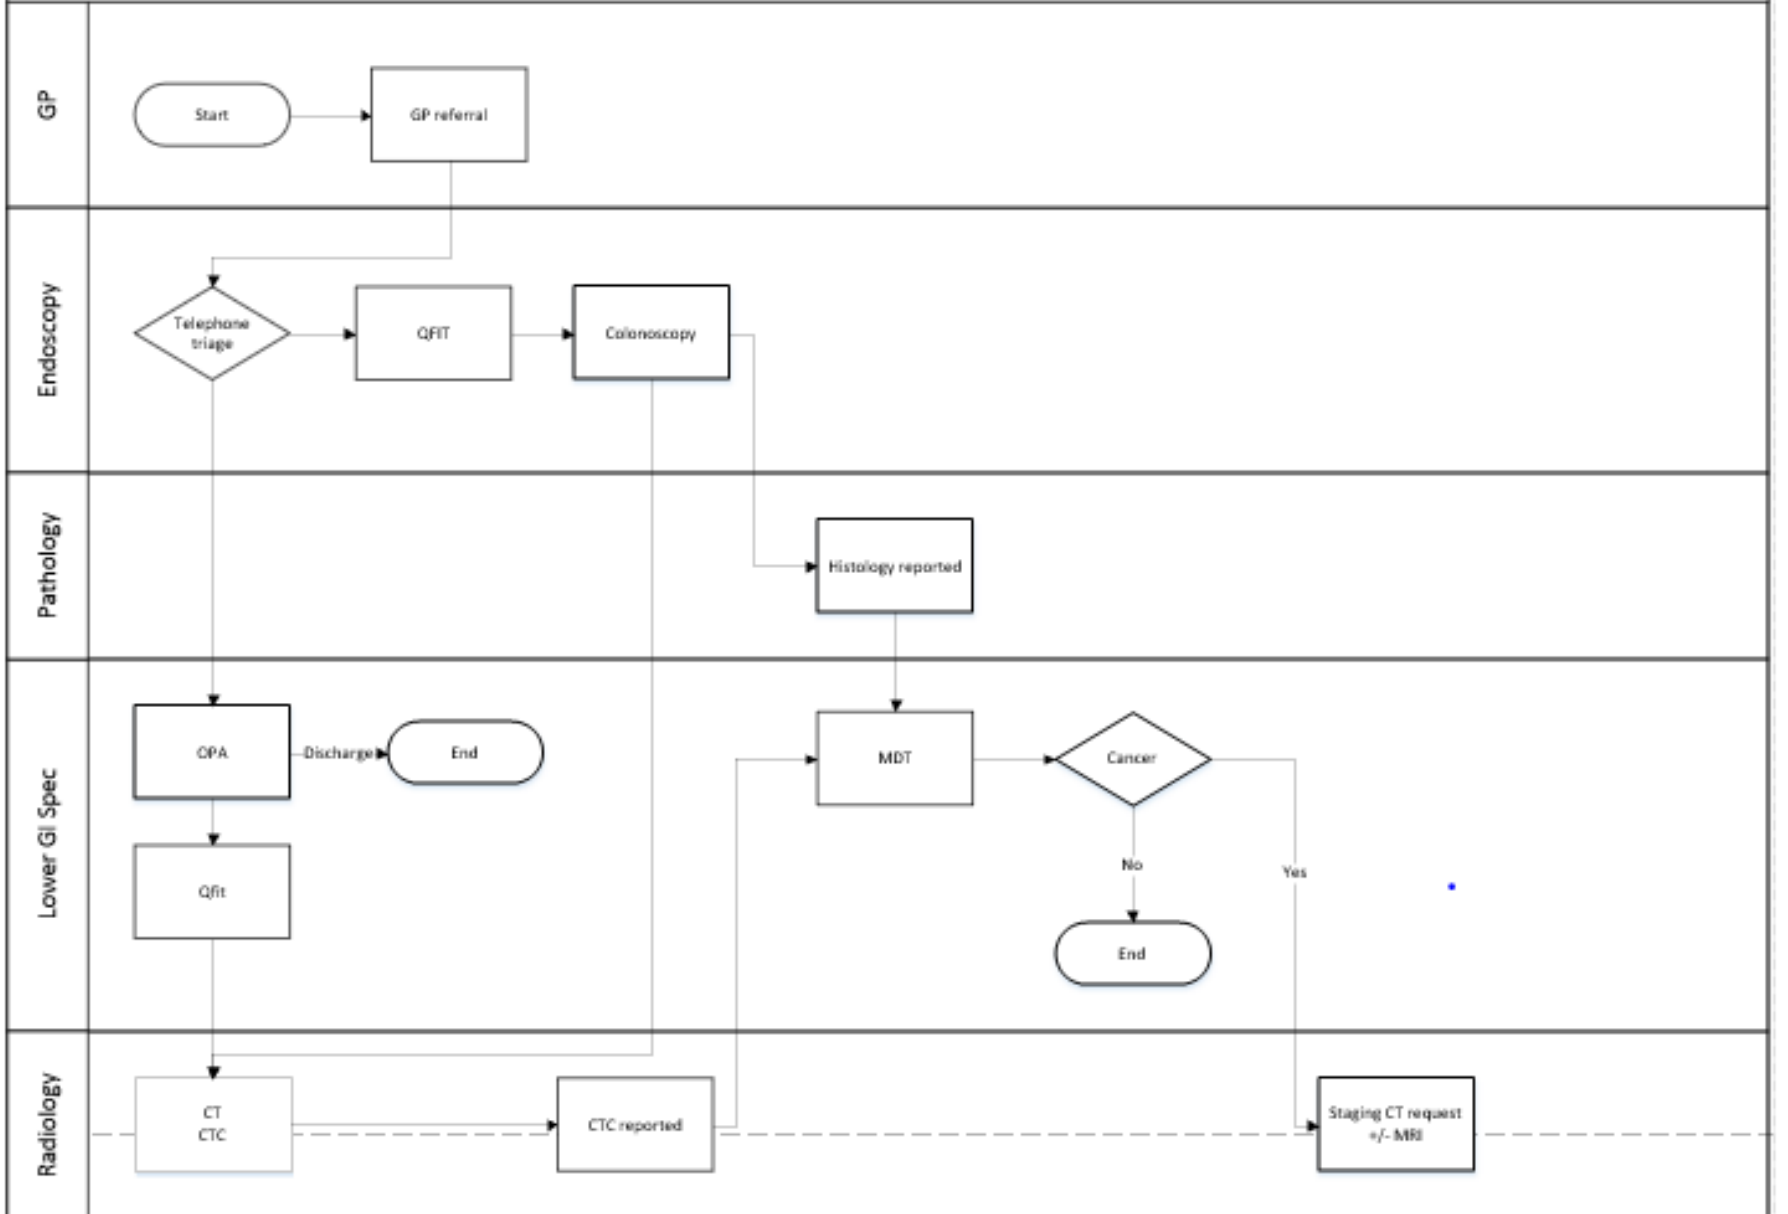 GP
Start
GP referral
Endoscopy
Telephone
triage
QFIT
Colonoscopy
Pathology
Histology reported
Lower GI Spec
OPA
Discharge
End
MDT
Cancer
Qfit
No
Yes
End
Radiology
CT
CTC
CTC reported
Staging CT request
+/- MRI